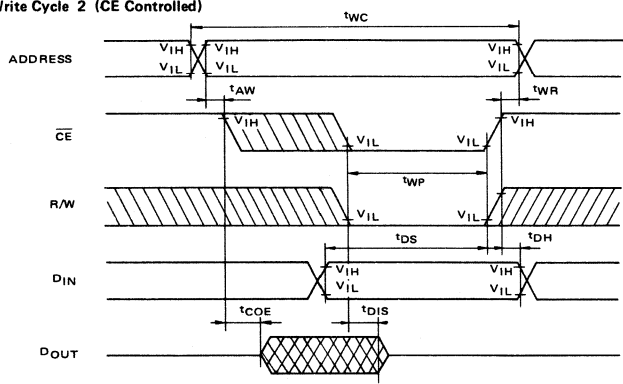 Write Cycle 2 (CE Controlled)
tWC
ADDRESS
VIH VIH VIH
VIL VIL VIL
tAW tWR
CE
VIH VIH
VIL VIL
tWP
R/W
VIL VIL
tDS tDH
DIN
VIH VIH
VIL VIL
tCOE tDIS
DOUT